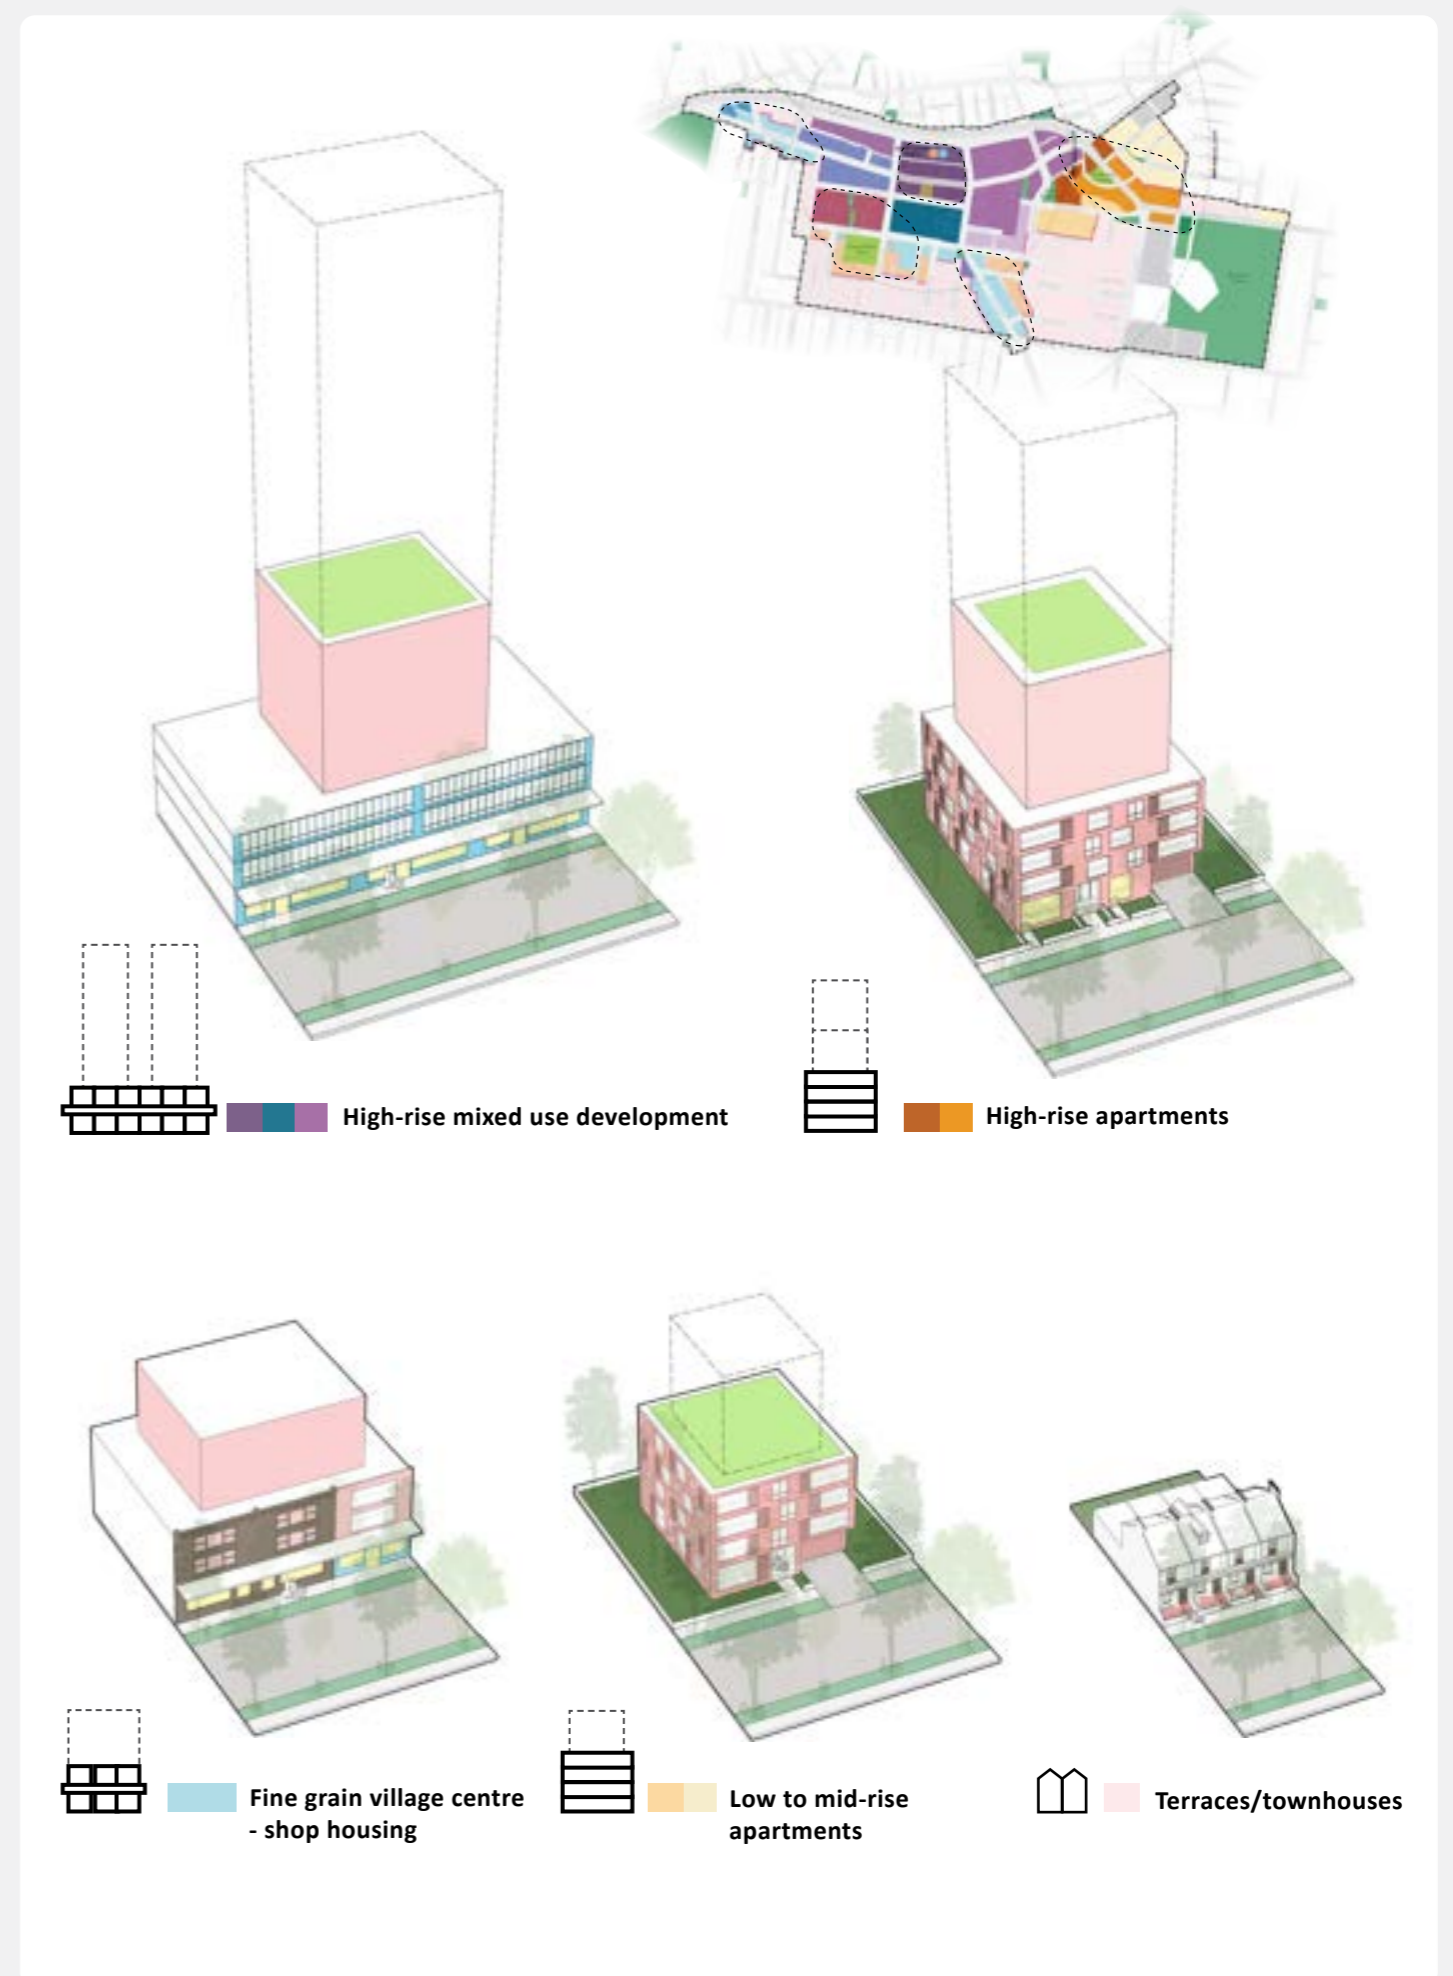 High-rise mixed use development
High-rise apartments
Fine grain village centre
- shop housing
Low to mid-rise
apartments
Terraces/townhouses